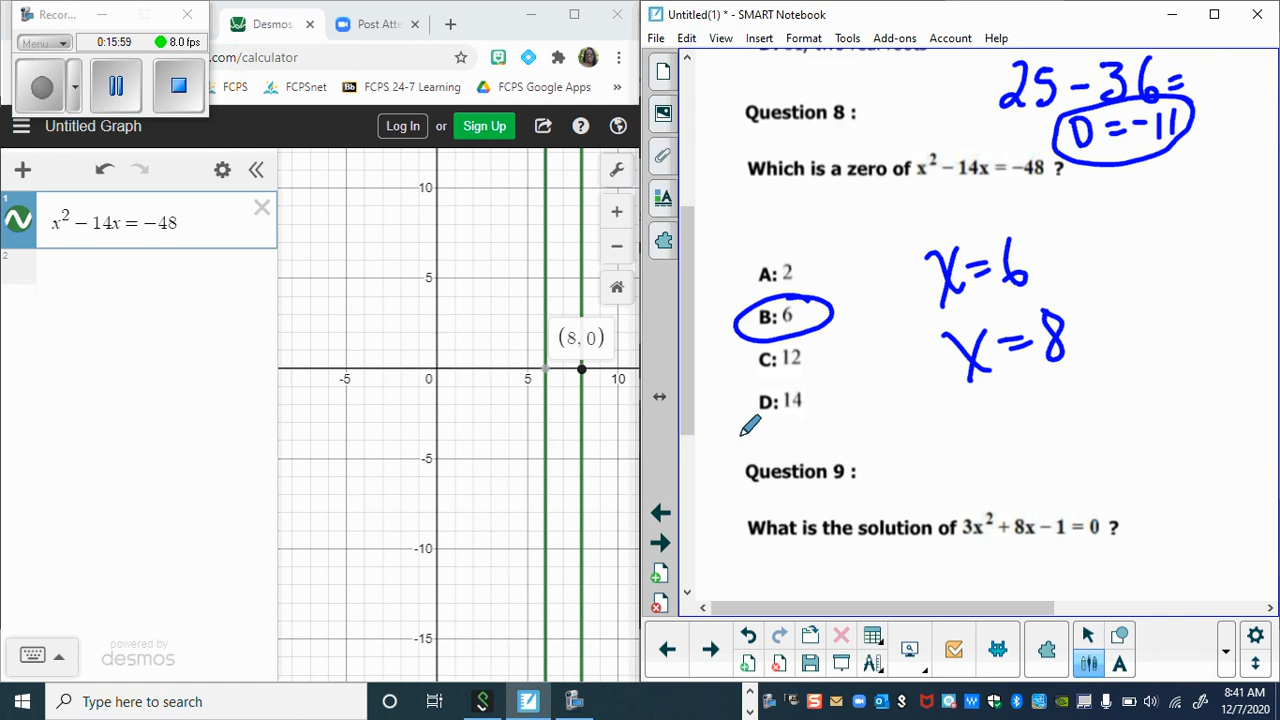 Recor...
Menu
0:15:59
8.0 fps
Desmos
Post Atte
.com/calculator
FCPS
FCPSnet
Bb
FCPS 24-7 Learning
FCPS Google Apps
Untitled Graph
Log In
or
Sign Up
1
x² − 14x = −48
2
10
5
-5
0
5
10
(8, 0)
-5
-10
-15
powered by
desmos
Untitled(1) * - SMART Notebook
File Edit View Insert Format Tools Add-ons Account Help
25 - 36 =
D = -11
Question 8 :
Which is a zero of x² − 14x = −48 ?
A: 2
B: 6
C: 12
D: 14
x = 6
x = 8
Question 9 :
What is the solution of 3x² + 8x − 1 = 0 ?
Type here to search
8:41 AM
12/7/2020